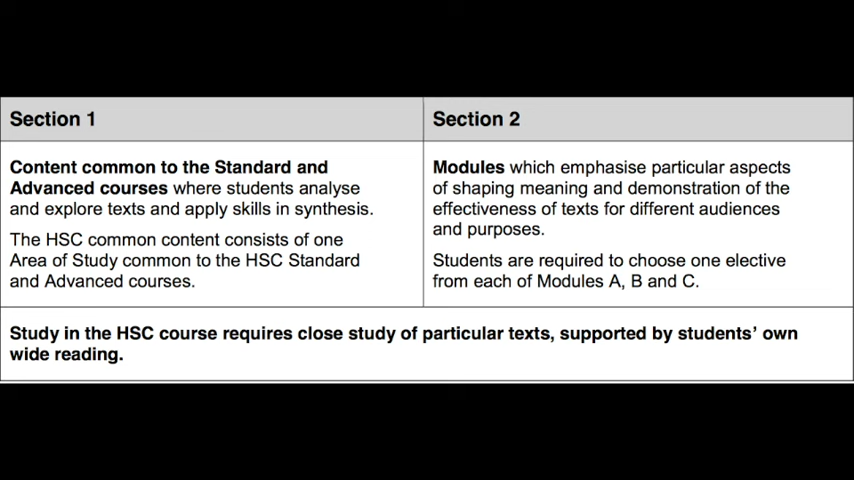 Section 1
Section 2
Content common to the Standard and
Advanced courses where students analyse
and explore texts and apply skills in synthesis.
The HSC common content consists of one
Area of Study common to the HSC Standard
and Advanced courses.
Modules which emphasise particular aspects
of shaping meaning and demonstration of the
effectiveness of texts for different audiences
and purposes.
Students are required to choose one elective
from each of Modules A, B and C.
Study in the HSC course requires close study of particular texts, supported by students’ own
wide reading.